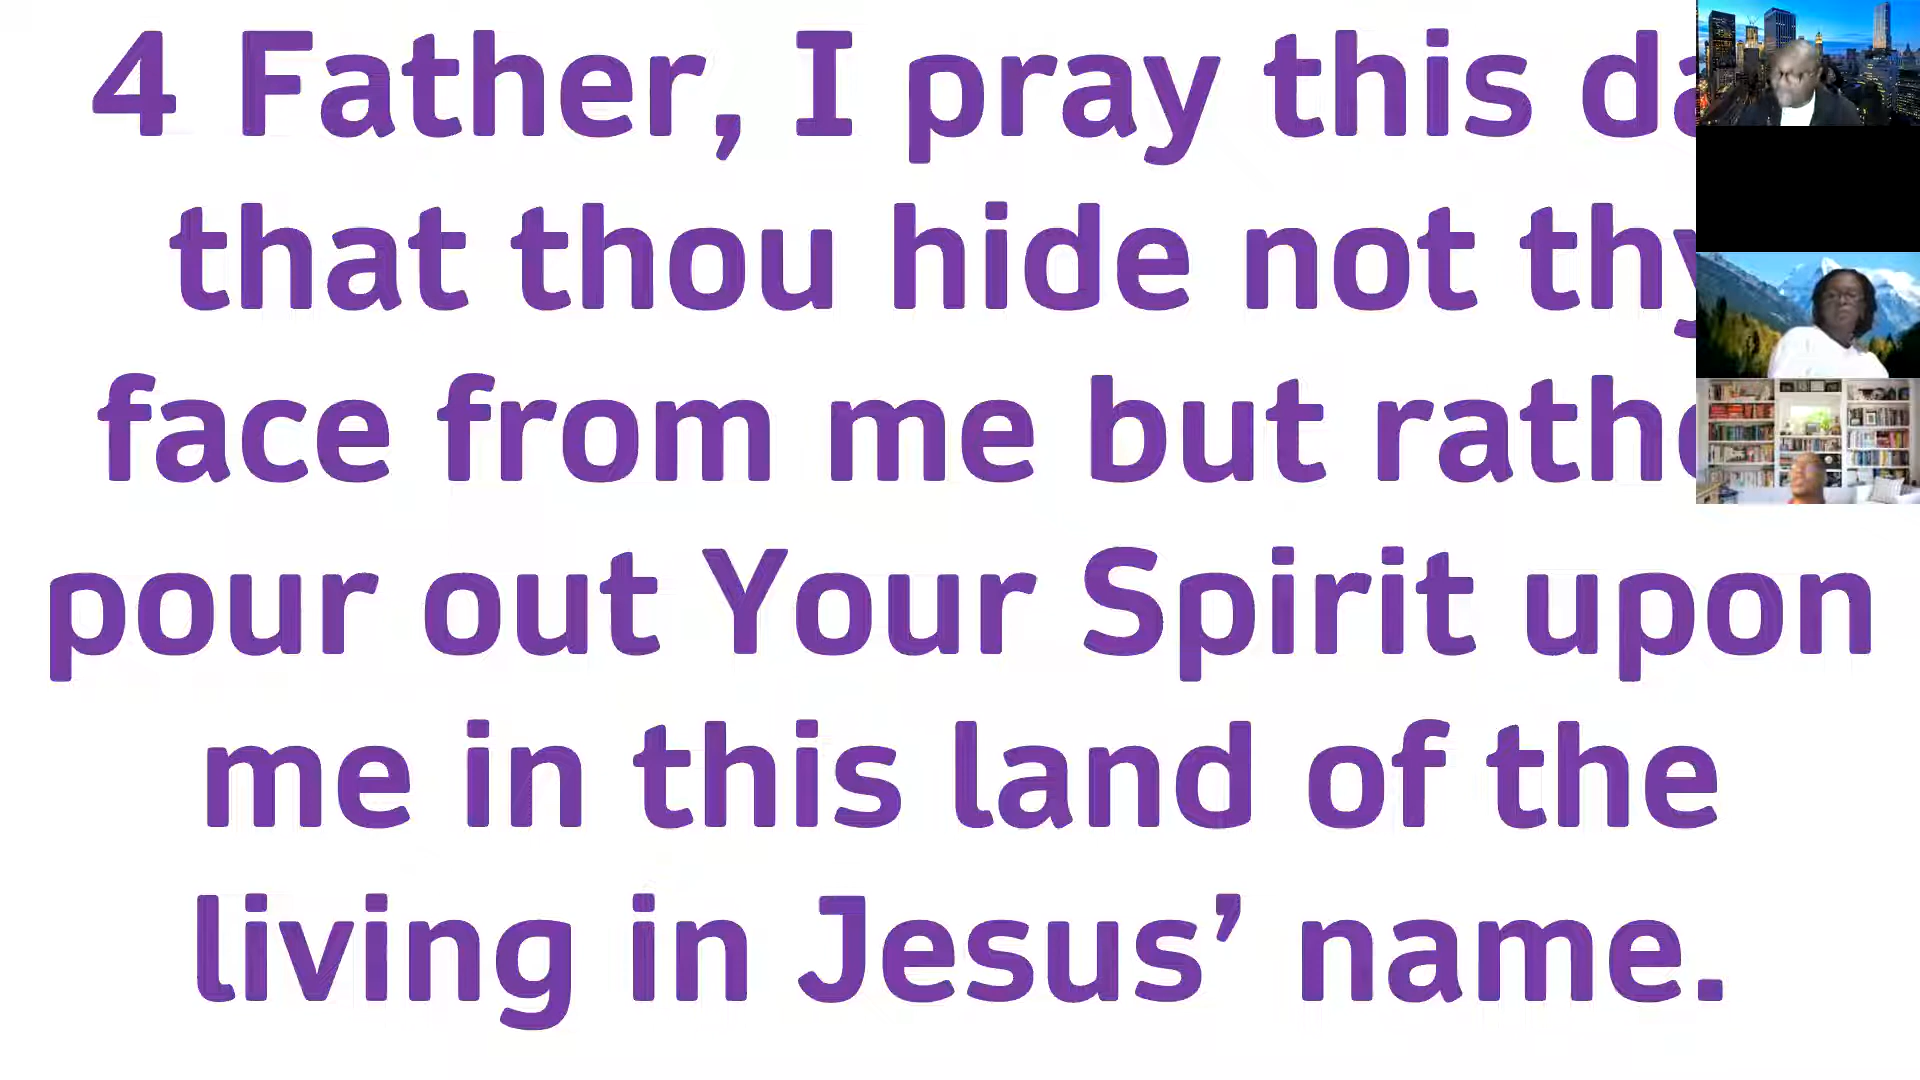 4 Father, I pray this da
that thou hide not thy
face from me but rathe
pour out Your Spirit upon
me in this land of the
living in Jesus’ name.